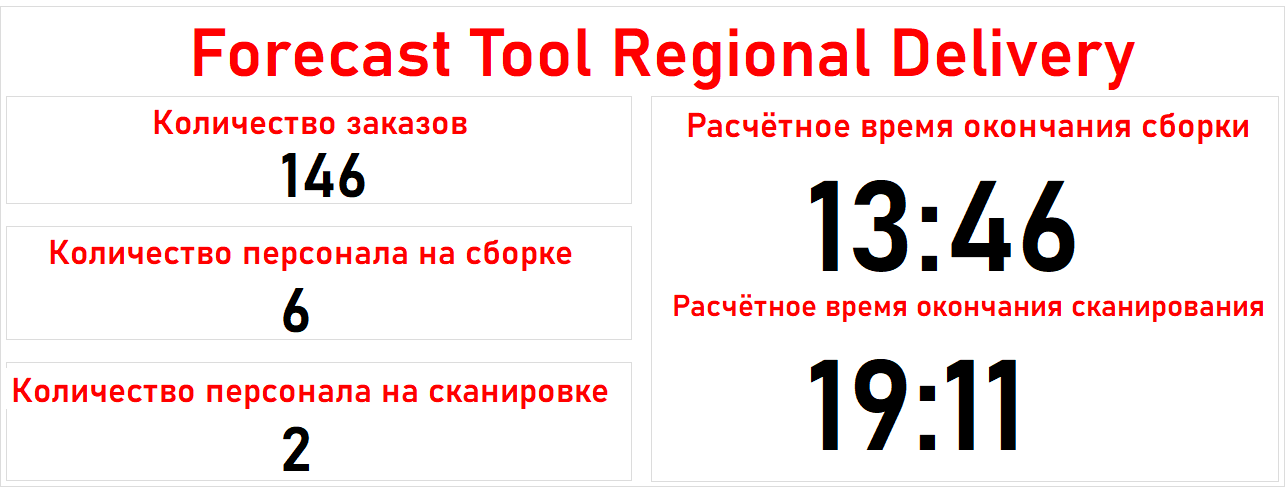 Forecast Tool Regional Delivery
Количество заказов
146
Количество персонала на сборке
6
Количество персонала на сканировке
2
Расчётное время окончания сборки
13:46
Расчётное время окончания сканирования
19:11